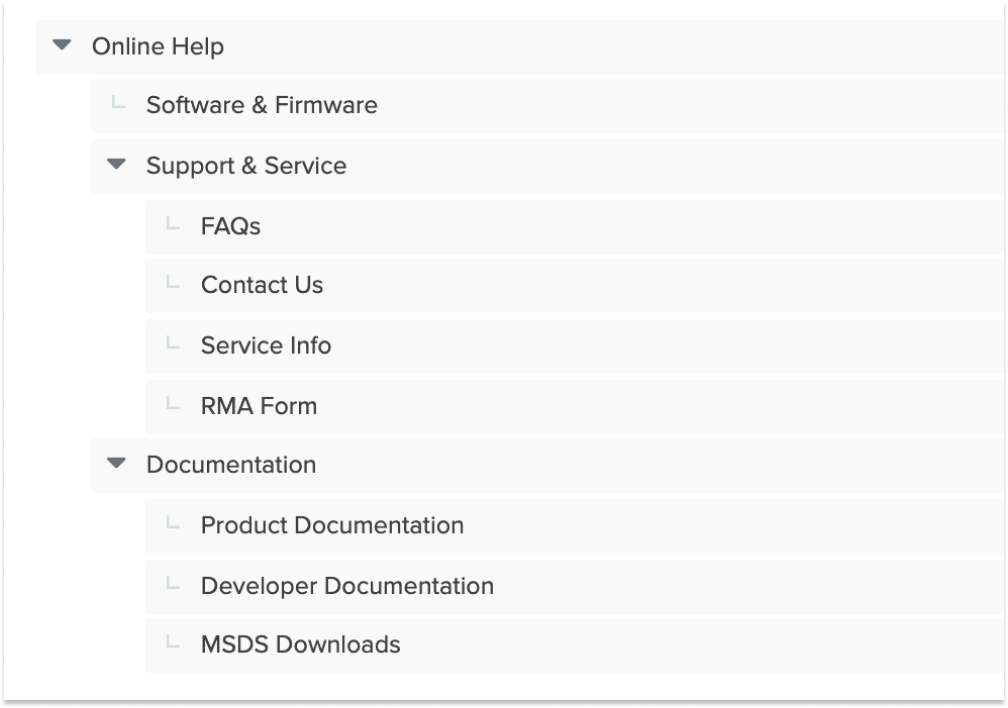 Online Help
Software & Firmware
Support & Service
FAQs
Contact Us
Service Info
RMA Form
Documentation
Product Documentation
Developer Documentation
MSDS Downloads